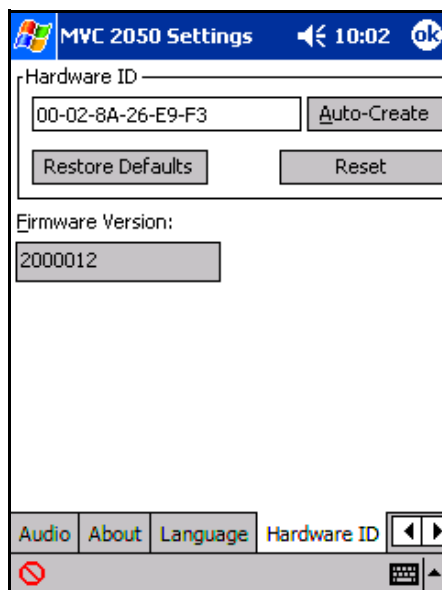 MVC 2050 Settings 10:02 ok
Hardware ID
00-02-8A-26-E9-F3 Auto-Create
Restore Defaults Reset
Firmware Version:
2000012
Audio About Language Hardware ID